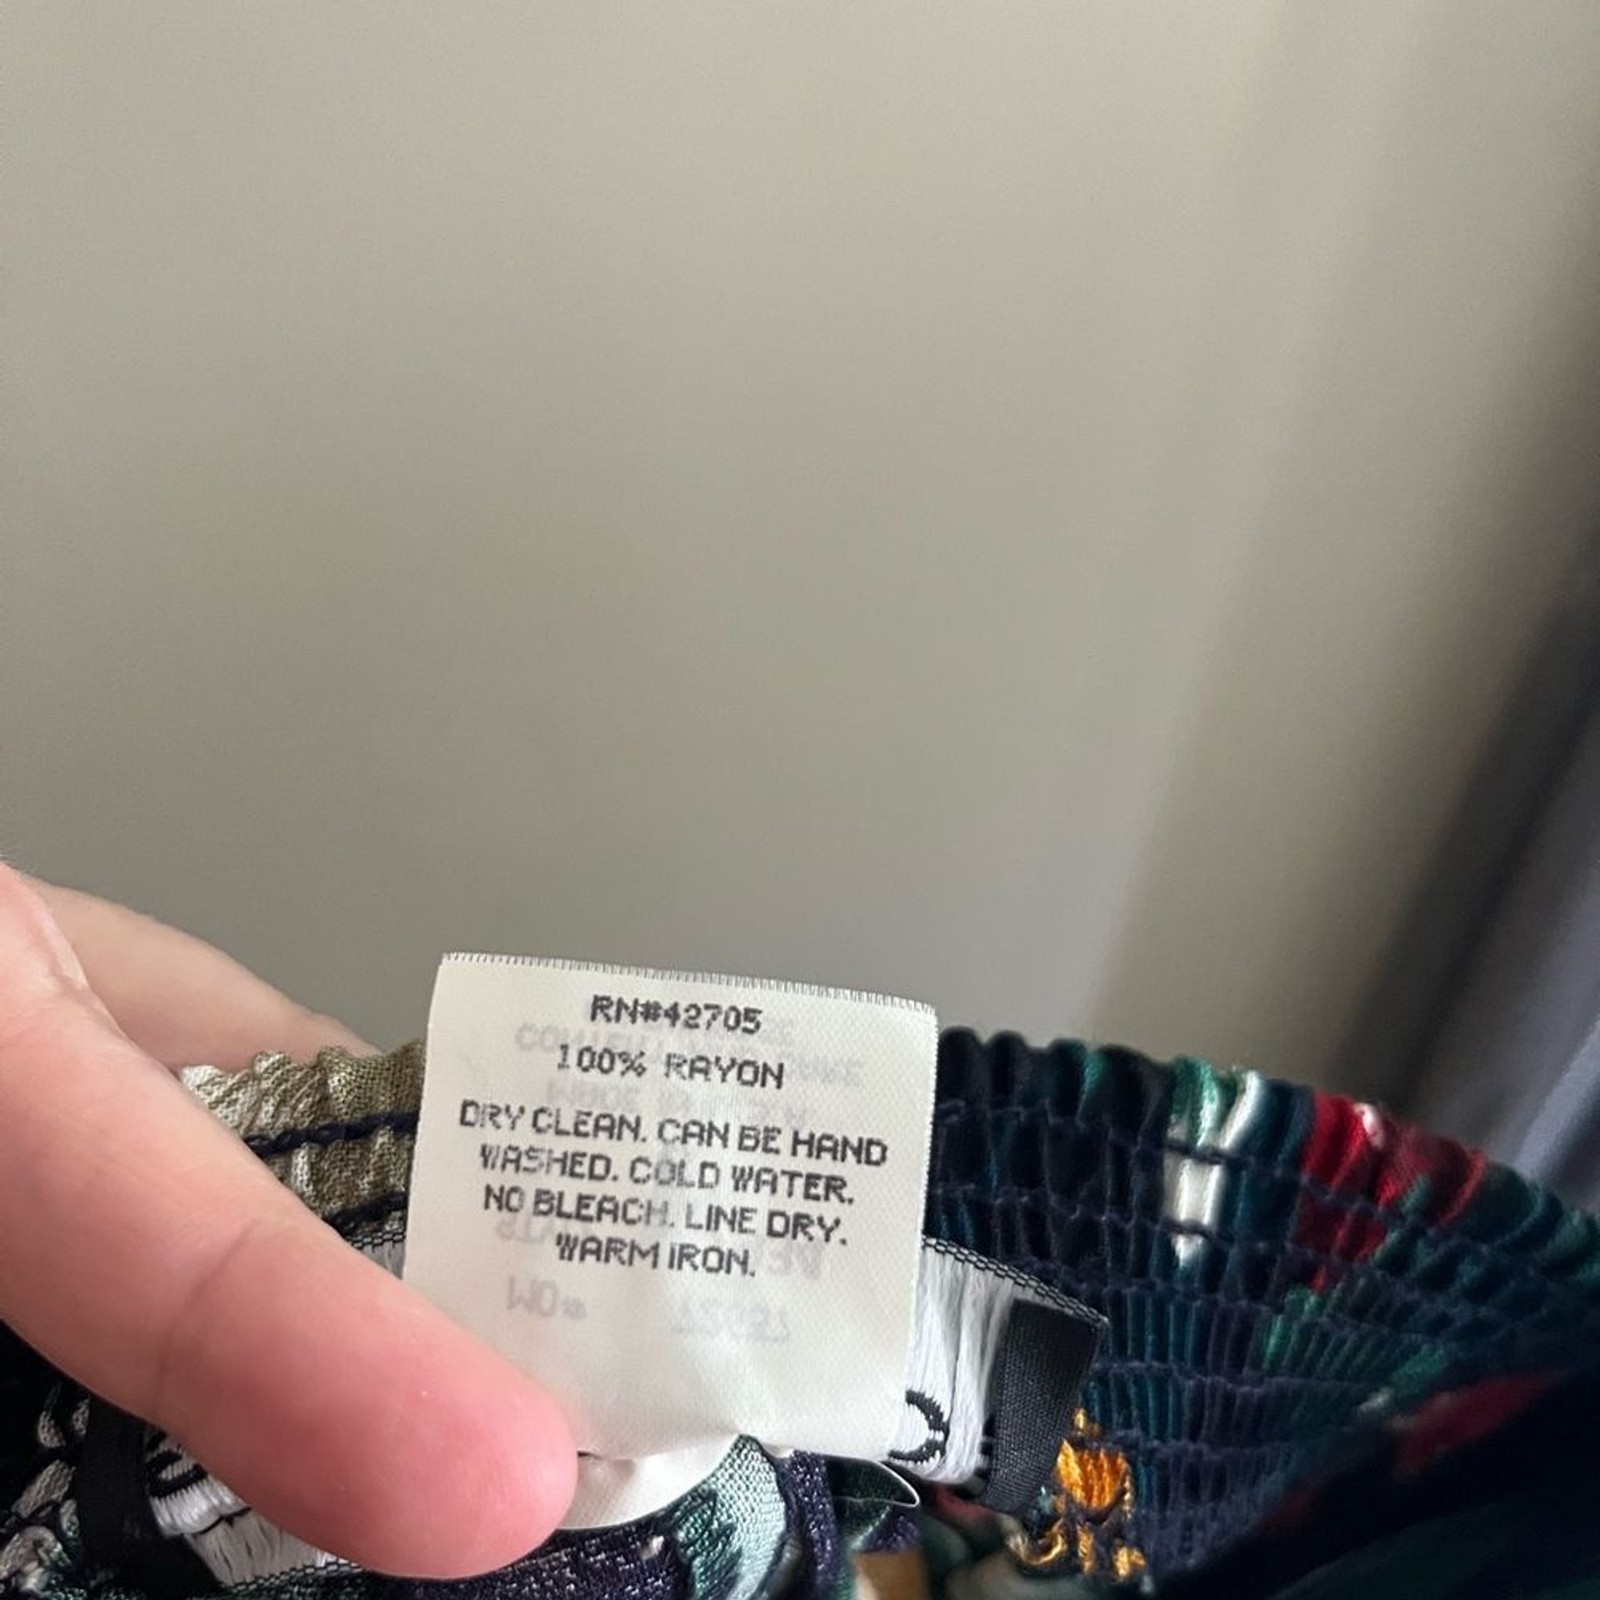 RN#42705
100% RAYON
DRY CLEAN. CAN BE HAND
WASHED. COLD WATER.
NO BLEACH. LINE DRY.
WARM IRON.